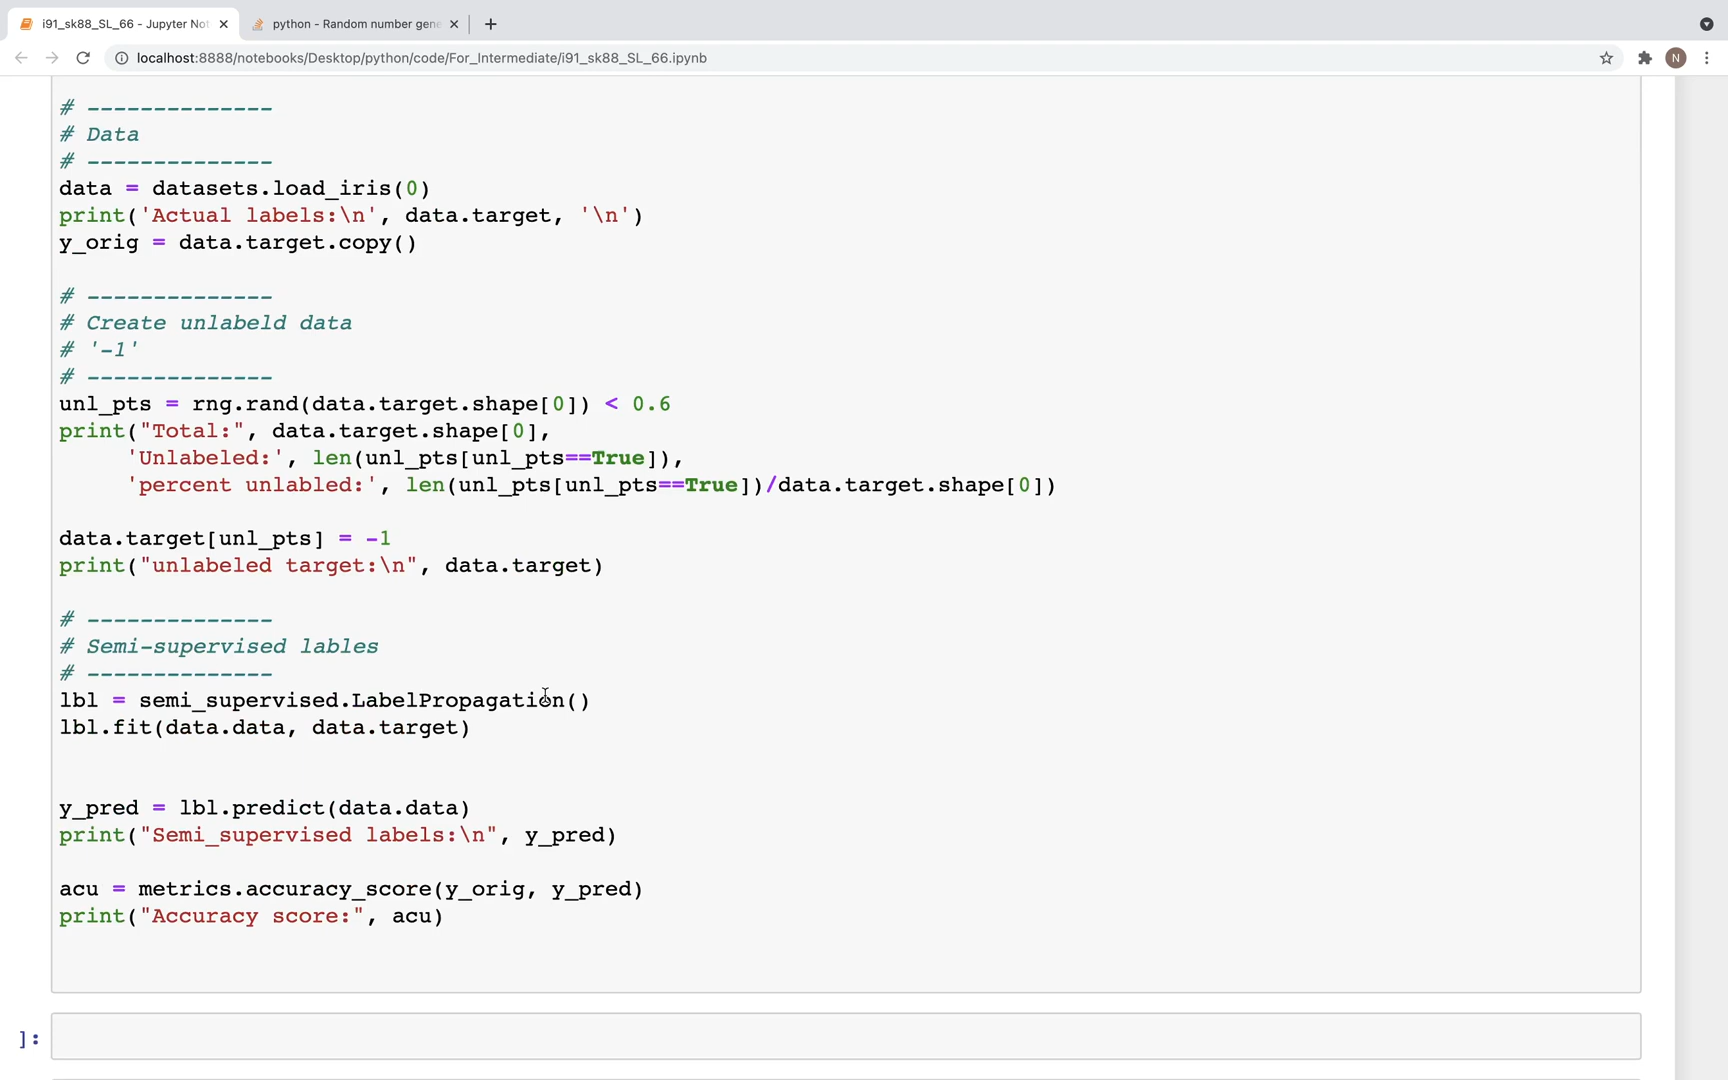 i91_sk88_SL_66 - Jupyter Not
python - Random number gene
localhost:8888/notebooks/Desktop/python/code/For_Intermediate/i91_sk88_SL_66.ipynb
N
# --------------
# Data
# --------------
data = datasets.load_iris(0)
print('Actual labels:\n', data.target, '\n')
y_orig = data.target.copy()
# --------------
# Create unlabeld data
# '-1'
# --------------
unl_pts = rng.rand(data.target.shape[0]) < 0.6
print("Total:", data.target.shape[0],
'Unlabeled:', len(unl_pts[unl_pts==True]),
'percent unlabled:', len(unl_pts[unl_pts==True])/data.target.shape[0])
data.target[unl_pts] = -1
print("unlabeled target:\n", data.target)
# --------------
# Semi-supervised lables
# --------------
lbl = semi_supervised.LabelPropagation()
lbl.fit(data.data, data.target)
y_pred = lbl.predict(data.data)
print("Semi_supervised labels:\n", y_pred)
acu = metrics.accuracy_score(y_orig, y_pred)
print("Accuracy score:", acu)
]: